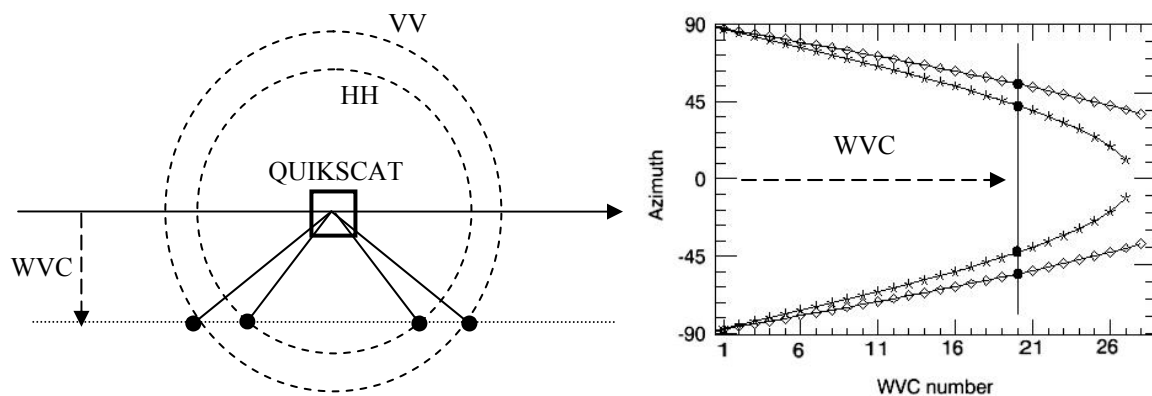 VV
HH
QUIKSCAT
WVC
90
45
0
-45
-90
Azimuth
WVC
1 6 11 16 21 26
WVC number